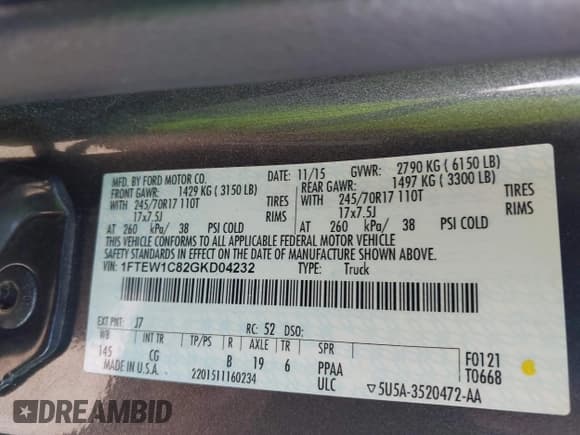 MFD. BY FORD MOTOR CO. DATE: 11/15 GVWR: 2790 KG ( 6150 LB)
FRONT GAWR: 1429 KG ( 3150 LB) REAR GAWR: 1497 KG ( 3300 LB)
WITH 245/70R17 110T TIRES WITH 245/70R17 110T TIRES
17x7.5J RIMS 17x7.5J RIMS
AT 260 kPa/ 38 PSI COLD AT 260 kPa/ 38 PSI COLD
THIS VEHICLE CONFORMS TO ALL APPLICABLE FEDERAL MOTOR VEHICLE
SAFETY STANDARDS IN EFFECT ON THE DATE OF MANUFACTURE SHOWN ABOVE.
VIN: 1FTEW1C82GKD04232 TYPE: Truck
EXT PNT: J7 RC: 52 DSO:
WB TP/PS R AXLE TR SPR F0121
145 CG B 19 6 PPAA T0668
MADE IN U.S.A. 2201511160234 ULC ▽5U5A-3520472-AA
DREAMBID